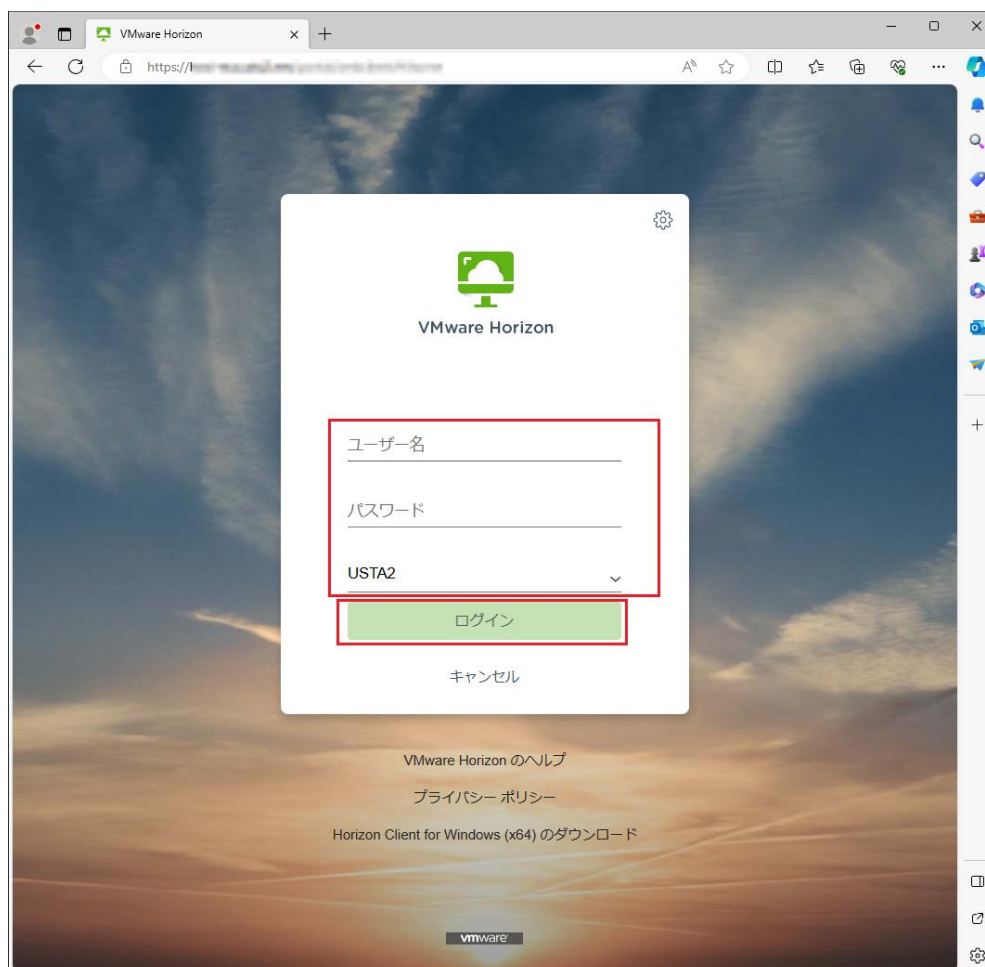 VMware Horizon
https://
VMware Horizon
ユーザー名
パスワード
USTA2
ログイン
キャンセル
VMware Horizon のヘルプ
プライバシー ポリシー
Horizon Client for Windows (x64) のダウンロード
vmware